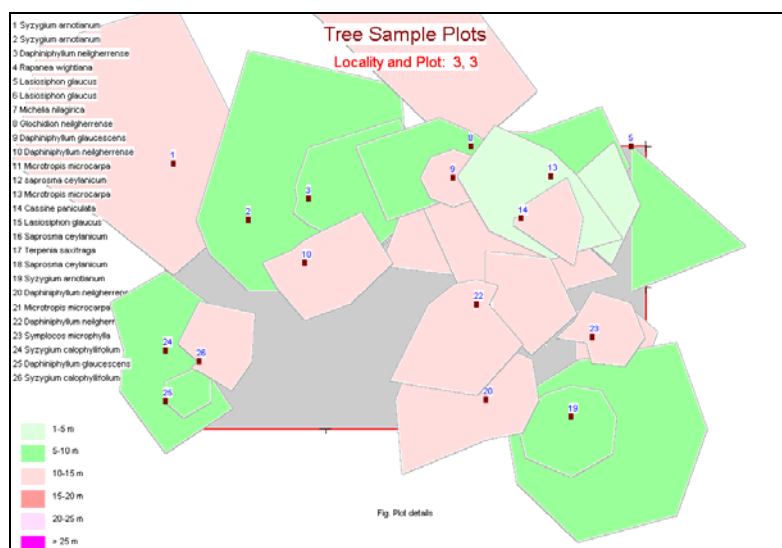 Tree Sample Plots
Locality and Plot: 3, 3
1 Syzygium arnotianum
2 Syzygium arnotianum
3 Daphiniphyllum neilgherrense
4 Rapanea wightiana
5 Lasiosiphon glaucus
6 Lasiosiphon glaucus
7 Michelia nilagirica
8 Glochidion neilgherrense
9 Daphiniphyllum glaucescens
10 Daphiniphyllum neilgherrense
11 Microtropis microcarpa
12 saprosma ceylanicum
13 Microtropis microcarpa
14 Cassine paniculata
15 Lasiosiphon glaucus
16 Saprosma ceylanicum
17 Terpenia saxifraga
18 Saprosma ceylanicum
19 Syzygium arnotianum
20 Daphiniphyllum neilgherrens
21 Microtropis microcarpa
22 Daphiniphyllum neilgherr
23 Symplocos microphylla
24 Syzygium calophyllifolium
25 Daphiniphyllum glaucescens
26 Syzygium calophyllifolium
1
2
3
8
9
13
5
14
10
22
23
24
26
25
20
19
1-5 m
5-10 m
10-15 m
15-20 m
20-25 m
> 25 m
Fig. Plot details